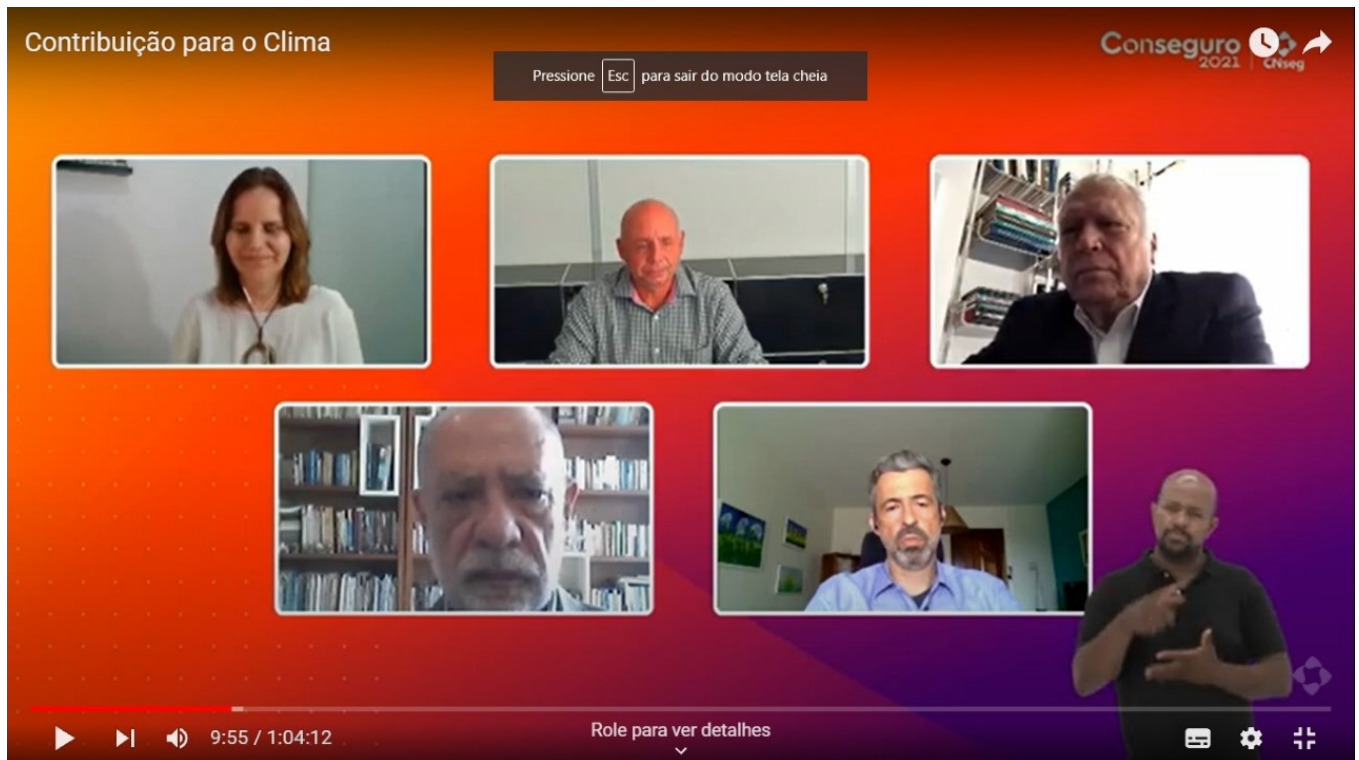 Contribuição para o Clima
Conseguro
2021 CNseg
Pressione Esc para sair do modo tela cheia
9:55 / 1:04:12
Role para ver detalhes